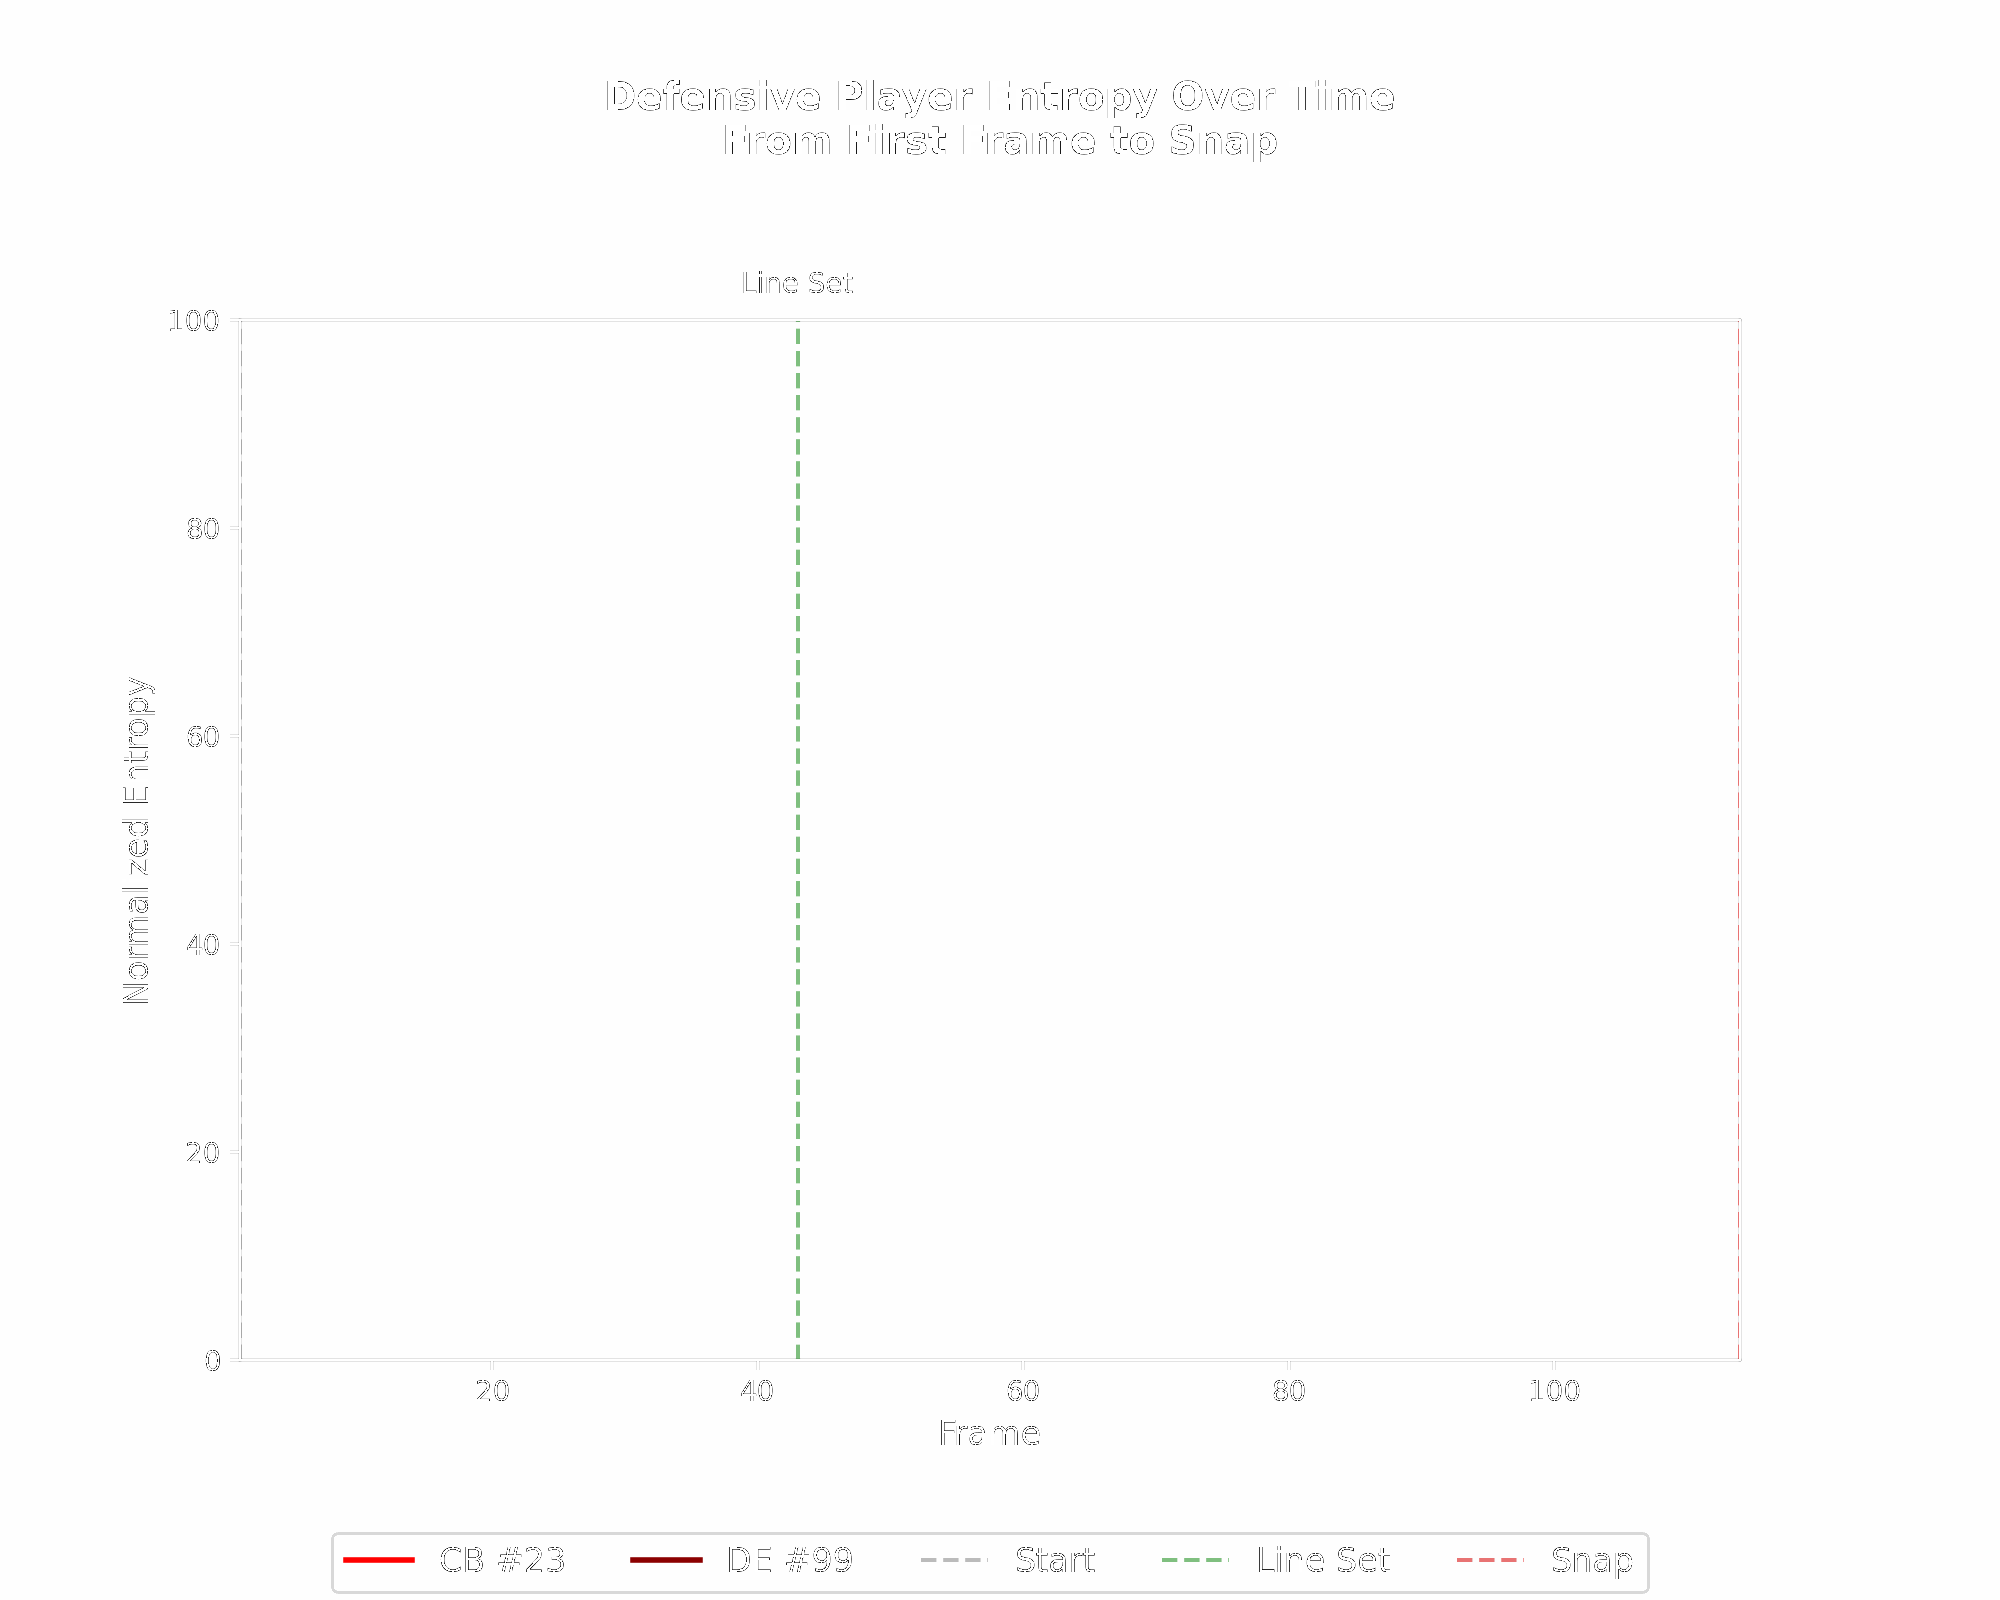 Defensive Player Entropy Over Time
From First Frame to Snap
Line Set
100
80
60
40
20
0
Normalized Entropy
20 40 60 80 100
Frame
CB #23 DE #99 Start Line Set Snap